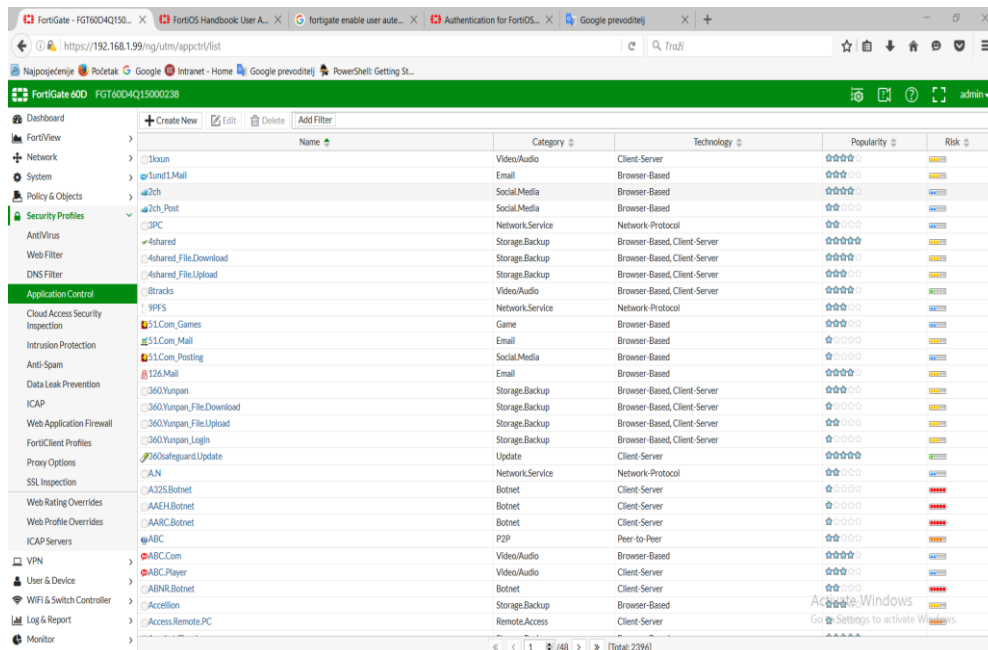 FortiGate - FGT60D4Q150... FortiOS Handbook: User A... fortigate enable user aute... Authentication for FortiOS... Google prevoditelj
https://192.168.1.99/ng/utm/appctrl/list Traži
Najposjećenije Početak Google Intranet - Home Google prevoditelj PowerShell: Getting St...
FortiGate 60D FGT60D4Q15000238 admin
Dashboard
FortiView
Network
System
Policy & Objects
Security Profiles
AntiVirus
Web Filter
DNS Filter
Application Control
Cloud Access Security
Inspection
Intrusion Protection
Anti-Spam
Data Leak Prevention
ICAP
Web Application Firewall
FortiClient Profiles
Proxy Options
SSL Inspection
Web Rating Overrides
Web Profile Overrides
ICAP Servers
VPN
User & Device
WiFi & Switch Controller
Log & Report
Monitor
Create New Edit Delete Add Filter
Name Category Technology Popularity Risk
1kxun Video/Audio Client-Server
1und1.Mail Email Browser-Based
2ch Social.Media Browser-Based
2ch_Post Social.Media Browser-Based
3PC Network.Service Network-Protocol
4shared Storage.Backup Browser-Based, Client-Server
4shared_File.Download Storage.Backup Browser-Based, Client-Server
4shared_File.Upload Storage.Backup Browser-Based, Client-Server
8tracks Video/Audio Browser-Based, Client-Server
9PFS Network.Service Network-Protocol
51.Com_Games Game Browser-Based
51.Com_Mail Email Browser-Based
51.Com_Posting Social.Media Browser-Based
126.Mail Email Browser-Based
360.Yunpan Storage.Backup Browser-Based, Client-Server
360.Yunpan_File.Download Storage.Backup Browser-Based, Client-Server
360.Yunpan_File.Upload Storage.Backup Browser-Based, Client-Server
360.Yunpan_Login Storage.Backup Browser-Based, Client-Server
360safeguard.Update Update Client-Server
A.N Network.Service Network-Protocol
A32S.Botnet Botnet Client-Server
AAEH.Botnet Botnet Client-Server
AARC.Botnet Botnet Client-Server
ABC P2P Peer-to-Peer
ABC.Com Video/Audio Browser-Based
ABC.Player Video/Audio Client-Server
ABNR.Botnet Botnet Client-Server
Accellion Storage.Backup Browser-Based
Access.Remote.PC Remote.Access Client-Server
Activate Windows
Go to Settings to activate Windows.
1 /48 [Total: 2396]